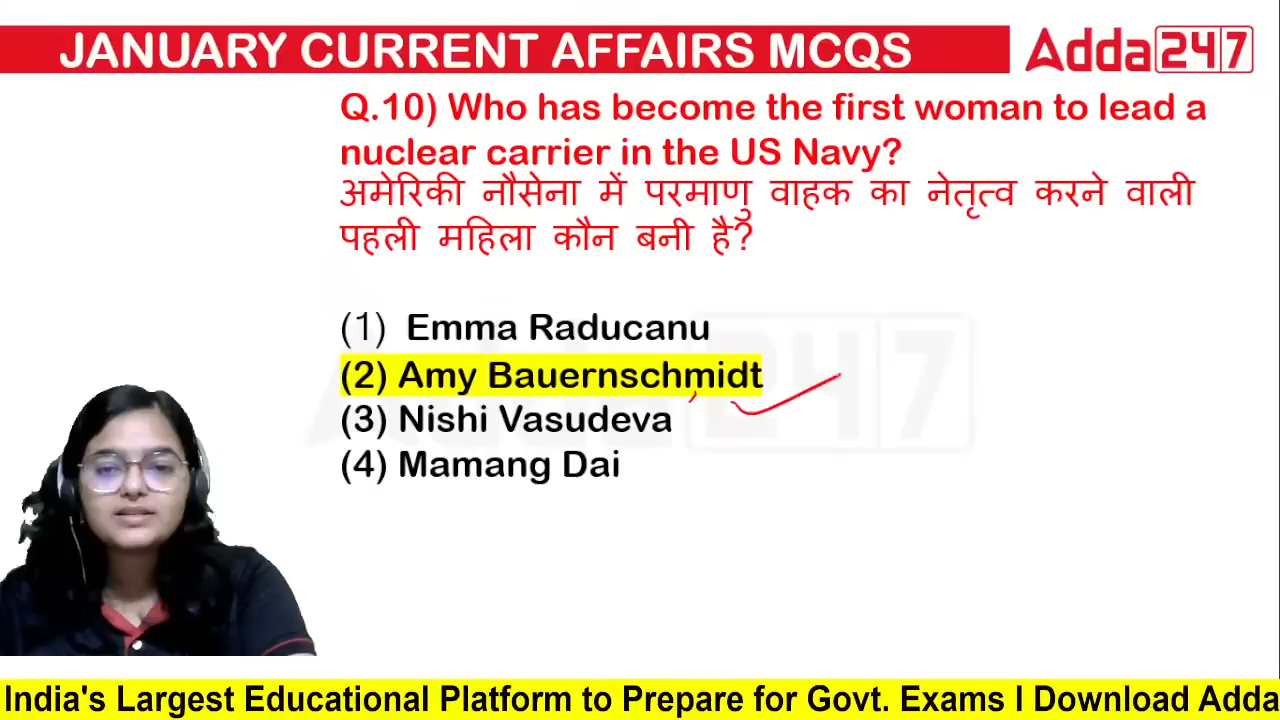 JANUARY CURRENT AFFAIRS MCQS
Adda247
Q.10) Who has become the first woman to lead a
nuclear carrier in the US Navy?
अमेरिकी नौसेना में परमाणु वाहक का नेतृत्व करने वाली
पहली महिला कौन बनी है?
(1) Emma Raducanu
(2) Amy Bauernschmidt
(3) Nishi Vasudeva
(4) Mamang Dai
Adda247
India's Largest Educational Platform to Prepare for Govt. Exams I Download Adda